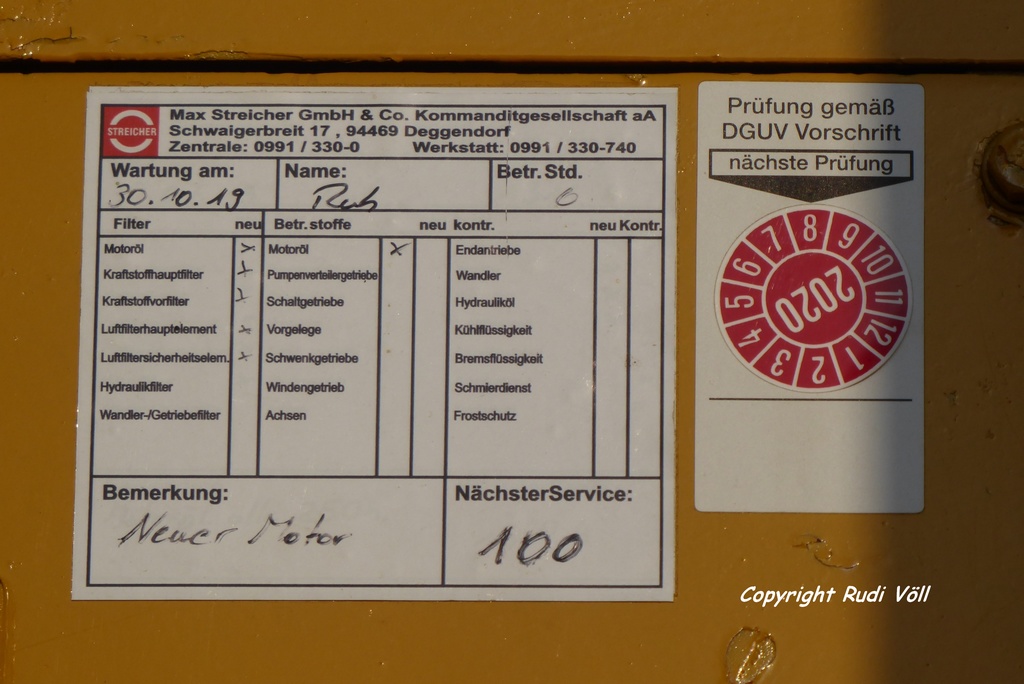 STREICHER
Max Streicher GmbH & Co. Kommanditgesellschaft aA
Schwaigerbreit 17 , 94469 Deggendorf
Zentrale: 0991 / 330-0 Werkstatt: 0991 / 330-740
Wartung am: Name: Betr. Std.
30.10.19 0
Filter neu Betr. stoffe neu kontr. neu Kontr.
Motoröl x Motoröl x Endantriebe
Kraftstoffhauptfilter x Pumpenverteilergetriebe Wandler
Kraftstoffvorfilter x Schaltgetriebe Hydrauliköl
Luftfilterhauptelement x Vorgelege Kühlflüssigkeit
Luftfiltersicherheitselem. x Schwenkgetriebe Bremsflüssigkeit
Hydraulikfilter Windengetrieb Schmierdienst
Wandler-/Getriebefilter Achsen Frostschutz
Bemerkung: NächsterService:
Neuer Motor 100
Prüfung gemäß
DGUV Vorschrift
nächste Prüfung
1 2 3 4 5 6 7 8 9 10 11 12
2020
Copyright Rudi Völl